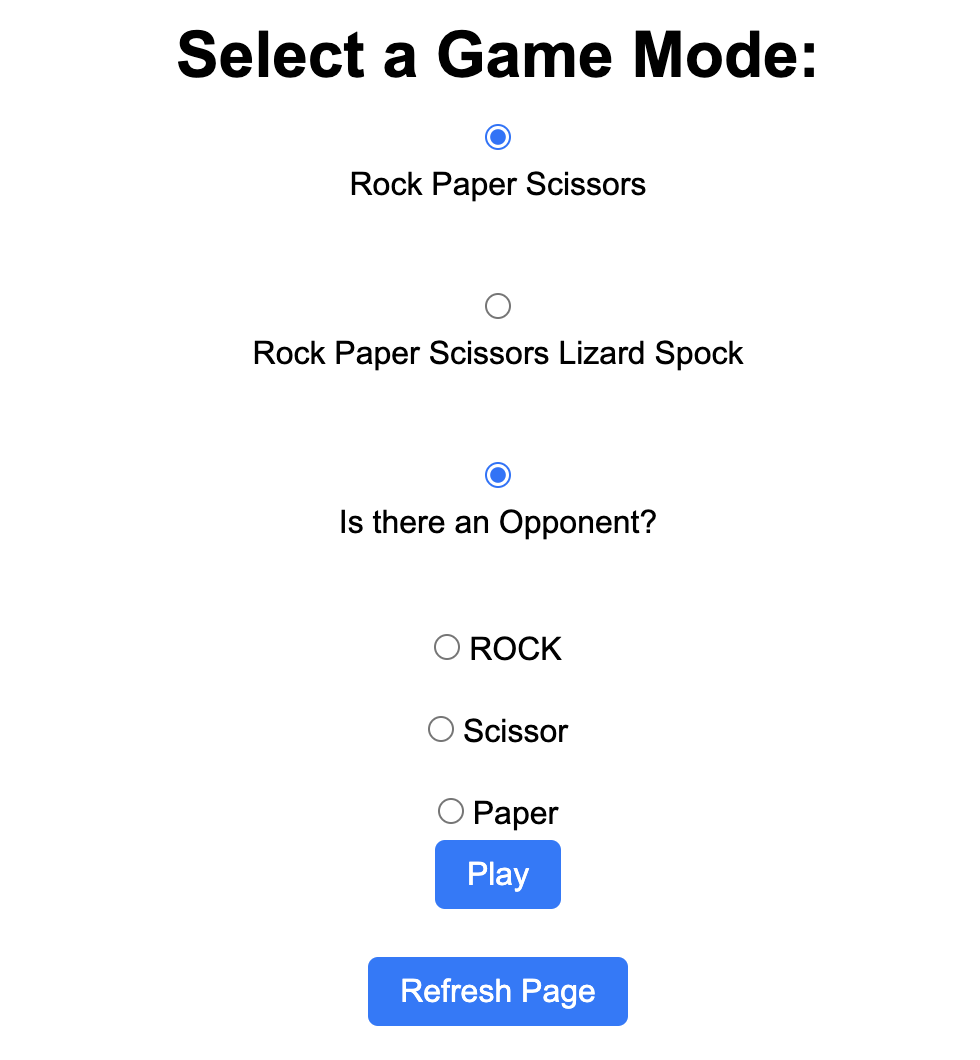 Select a Game Mode:
Rock Paper Scissors
Rock Paper Scissors Lizard Spock
Is there an Opponent?
ROCK
Scissor
Paper
Play
Refresh Page